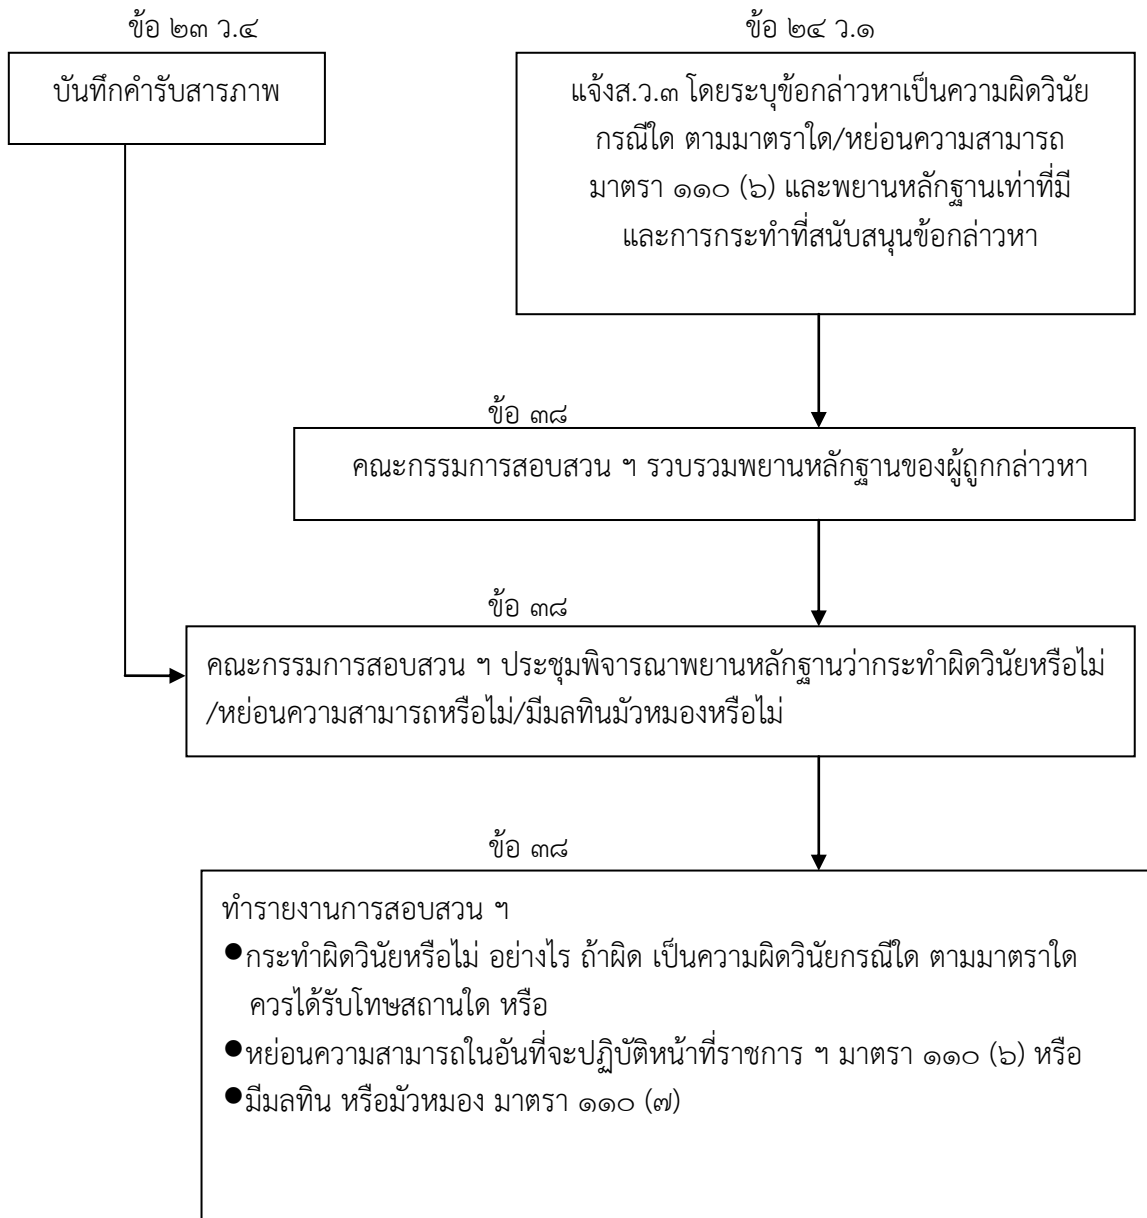 ข้อ ๒๓ ว.๔
บันทึกคำรับสารภาพ
ข้อ ๒๔ ว.๑
แจ้งส.ว.๓ โดยระบุข้อกล่าวหาเป็นความผิดวินัย
กรณีใด ตามมาตราใด/หย่อนความสามารถ
มาตรา ๑๑๐ (๖) และพยานหลักฐานเท่าที่มี
และการกระทำที่สนับสนุนข้อกล่าวหา
ข้อ ๓๘
คณะกรรมการสอบสวน ฯ รวบรวมพยานหลักฐานของผู้ถูกกล่าวหา
ข้อ ๓๘
คณะกรรมการสอบสวน ฯ ประชุมพิจารณาพยานหลักฐานว่ากระทำผิดวินัยหรือไม่
/หย่อนความสามารถหรือไม่/มีมลทินมัวหมองหรือไม่
ข้อ ๓๘
ทำรายงานการสอบสวน ฯ
●กระทำผิดวินัยหรือไม่ อย่างไร ถ้าผิด เป็นความผิดวินัยกรณีใด ตามมาตราใด
ควรได้รับโทษสถานใด หรือ
●หย่อนความสามารถในอันที่จะปฏิบัติหน้าที่ราชการ ฯ มาตรา ๑๑๐ (๖) หรือ
●มีมลทิน หรือมัวหมอง มาตรา ๑๑๐ (๗)